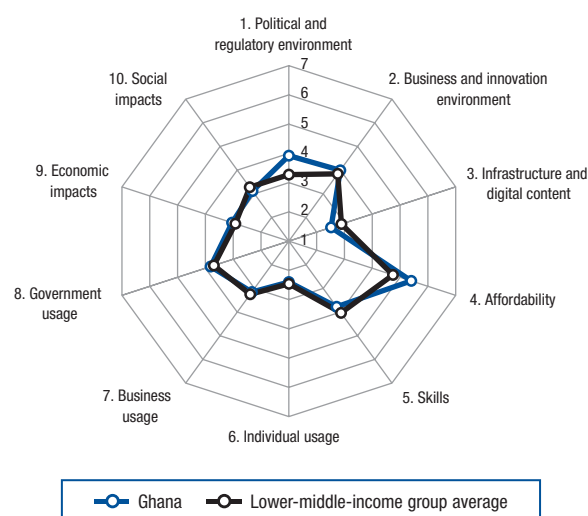 1. Political and
regulatory environment
7
6
5
4
3
2
1
2. Business and innovation
environment
3. Infrastructure and
digital content
4. Affordability
5. Skills
6. Individual usage
7. Business
usage
8. Government
usage
9. Economic
impacts
10. Social
impacts
Ghana
Lower-middle-income group average